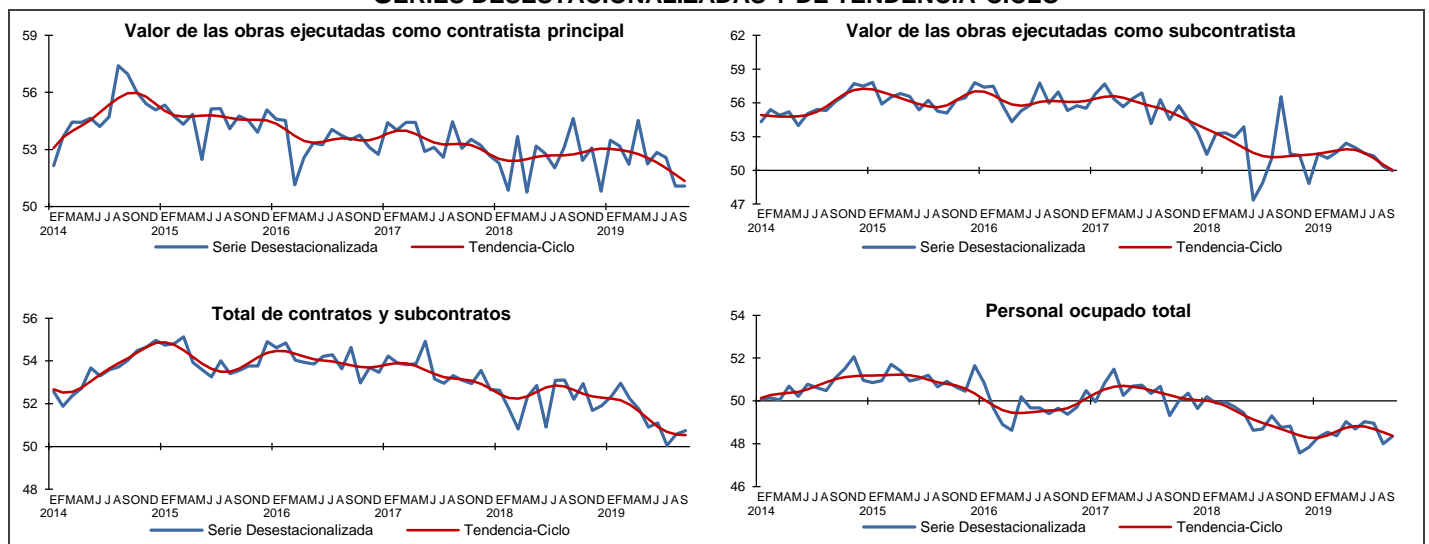 SERIES DESESTACIONALIZADAS Y DE TENDENCIA-CICLO
Valor de las obras ejecutadas como contratista principal
59
56
53
50
EFMAMJ J ASOND EFMAMJ J ASOND EFMAMJ J ASOND EFMAMJ J ASOND EFMAMJ J ASOND EFMAMJ J AS
2014 2015 2016 2017 2018 2019
Serie Desestacionalizada Tendencia-Ciclo
Valor de las obras ejecutadas como subcontratista
62
59
56
53
50
47
EFMAMJ J ASOND EFMAMJ J ASOND EFMAMJ J ASOND EFMAMJ J ASOND EFMAMJ J ASOND EFMAMJ J AS
2014 2015 2016 2017 2018 2019
Serie Desestacionalizada Tendencia-Ciclo
Total de contratos y subcontratos
56
54
52
50
48
EFMAMJ J ASOND EFMAMJ J ASOND EFMAMJ J ASOND EFMAMJ J ASOND EFMAMJ J ASOND EFMAMJ J AS
2014 2015 2016 2017 2018 2019
Serie Desestacionalizada Tendencia-Ciclo
Personal ocupado total
54
52
50
48
46
EFMAMJ J ASOND EFMAMJ J ASOND EFMAMJ J ASOND EFMAMJ J ASOND EFMAMJ J ASOND EFMAMJ J AS
2014 2015 2016 2017 2018 2019
Serie Desestacionalizada Tendencia-Ciclo